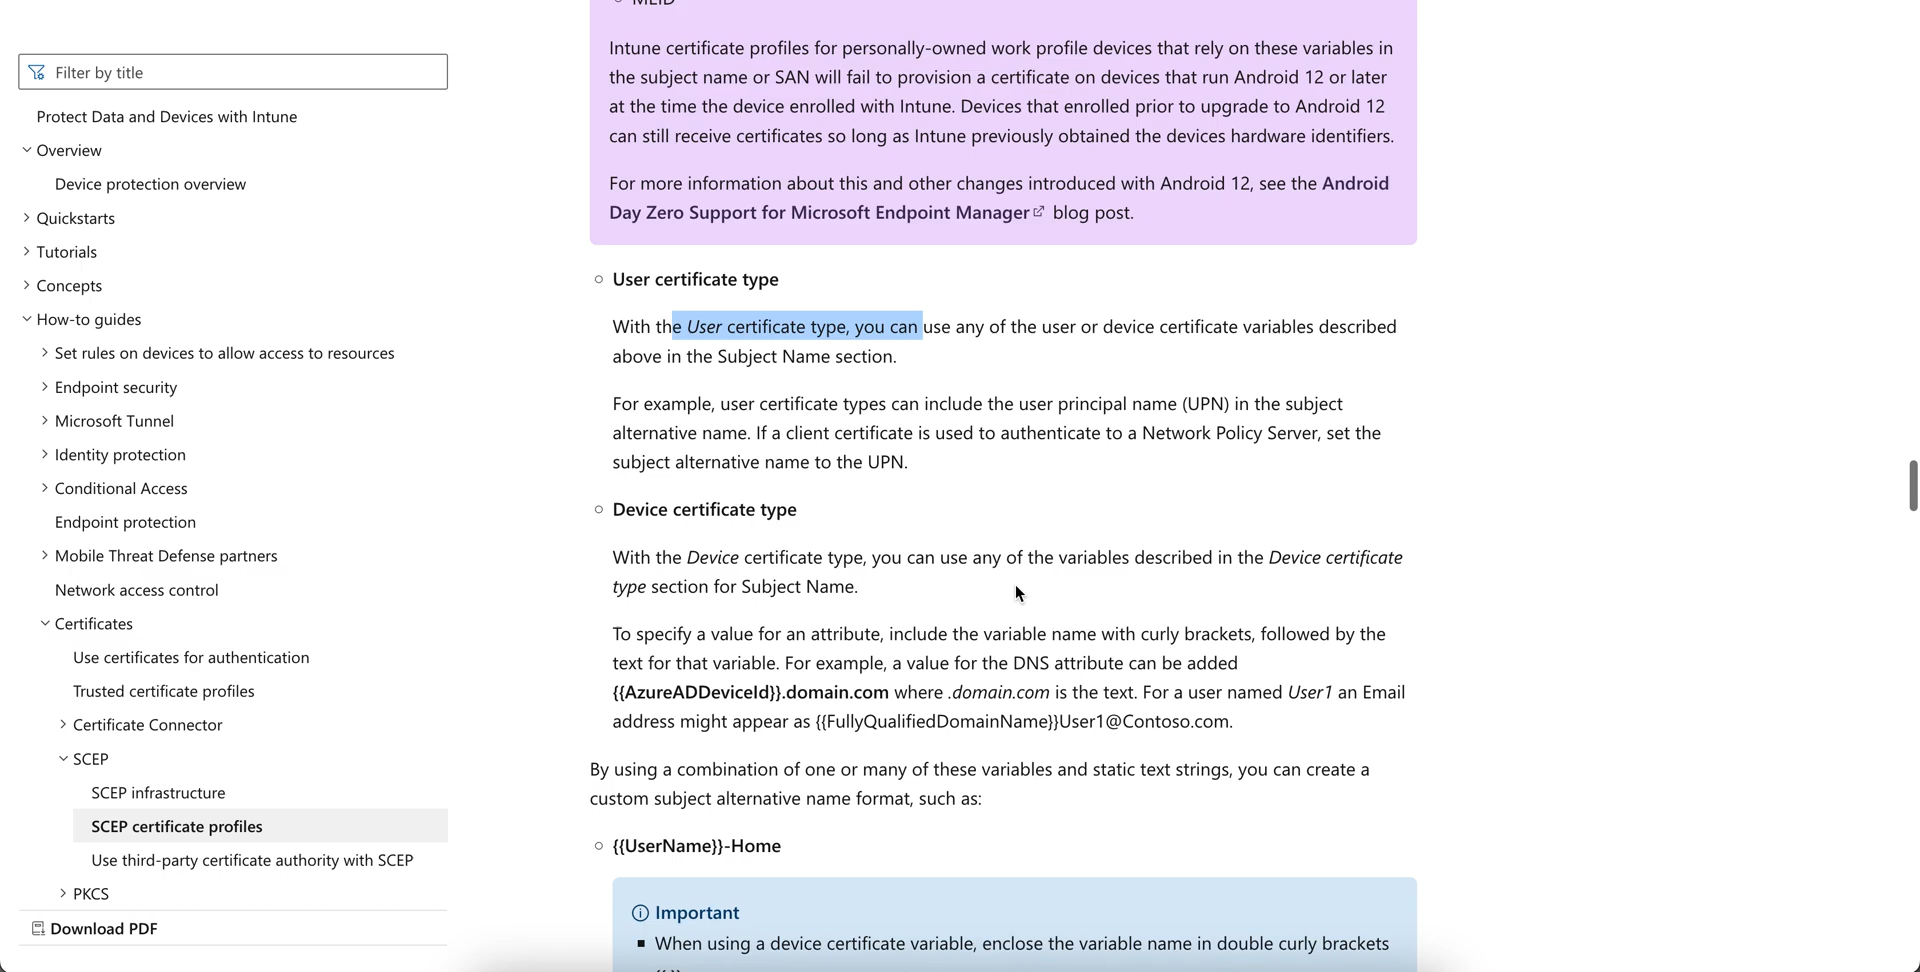 Filter by title
Protect Data and Devices with Intune
Overview
Device protection overview
Quickstarts
Tutorials
Concepts
How-to guides
Set rules on devices to allow access to resources
Endpoint security
Microsoft Tunnel
Identity protection
Conditional Access
Endpoint protection
Mobile Threat Defense partners
Network access control
Certificates
Use certificates for authentication
Trusted certificate profiles
Certificate Connector
SCEP
SCEP infrastructure
SCEP certificate profiles
Use third-party certificate authority with SCEP
PKCS
Download PDF
MEID
Intune certificate profiles for personally-owned work profile devices that rely on these variables in
the subject name or SAN will fail to provision a certificate on devices that run Android 12 or later
at the time the device enrolled with Intune. Devices that enrolled prior to upgrade to Android 12
can still receive certificates so long as Intune previously obtained the devices hardware identifiers.
For more information about this and other changes introduced with Android 12, see the Android
Day Zero Support for Microsoft Endpoint Manager blog post.
User certificate type
With the User certificate type, you can use any of the user or device certificate variables described
above in the Subject Name section.
For example, user certificate types can include the user principal name (UPN) in the subject
alternative name. If a client certificate is used to authenticate to a Network Policy Server, set the
subject alternative name to the UPN.
Device certificate type
With the Device certificate type, you can use any of the variables described in the Device certificate
type section for Subject Name.
To specify a value for an attribute, include the variable name with curly brackets, followed by the
text for that variable. For example, a value for the DNS attribute can be added
{{AzureADDeviceId}}.domain.com where .domain.com is the text. For a user named User1 an Email
address might appear as {{FullyQualifiedDomainName}}User1@Contoso.com.
By using a combination of one or many of these variables and static text strings, you can create a
custom subject alternative name format, such as:
{{UserName}}-Home
Important
When using a device certificate variable, enclose the variable name in double curly brackets